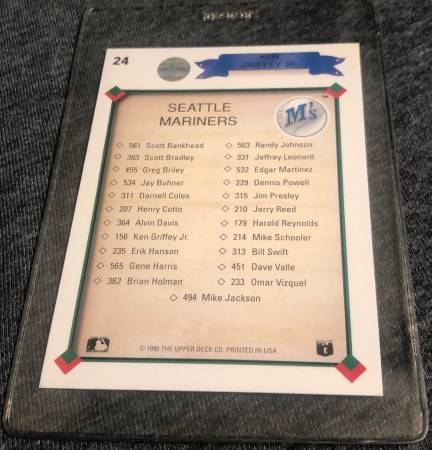 24
KEN
GRIFFEY JR.
SEATTLE
MARINERS
M's
561 Scott Bankhead
383 Scott Bradley
455 Greg Briley
534 Jay Buhner
311 Darnell Coles
207 Henry Cotto
364 Alvin Davis
156 Ken Griffey Jr.
235 Erik Hanson
565 Gene Harris
362 Brian Holman
563 Randy Johnson
331 Jeffrey Leonard
532 Edgar Martinez
229 Dennis Powell
315 Jim Presley
210 Jerry Reed
179 Harold Reynolds
214 Mike Schooler
313 Bill Swift
451 Dave Valle
233 Omar Vizquel
494 Mike Jackson
© 1990 THE UPPER DECK CO. PRINTED IN USA